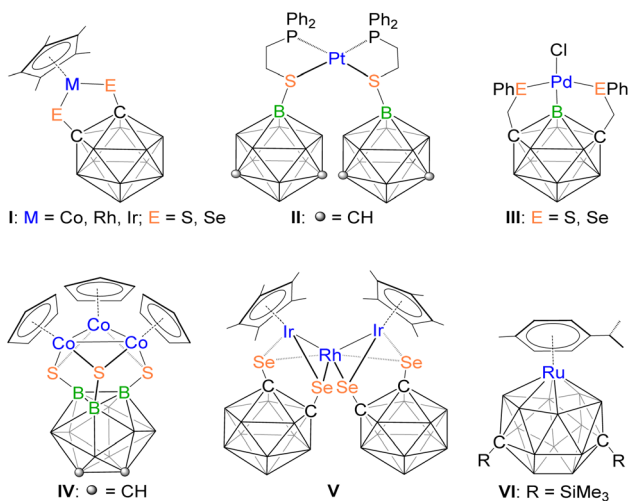 M
E
E
C
C
I: M = Co, Rh, Ir; E = S, Se
Ph2 Ph2
P P
Pt
S S
B B
II: = CH
Cl
PhE Pd EPh
C B C
III: E = S, Se
Co
Co Co
S S S
B B
B
IV: = CH
Ir Ir
Se Rh Se
C Se Se C
C C
V
Ru
C C
R R
VI: R = SiMe3